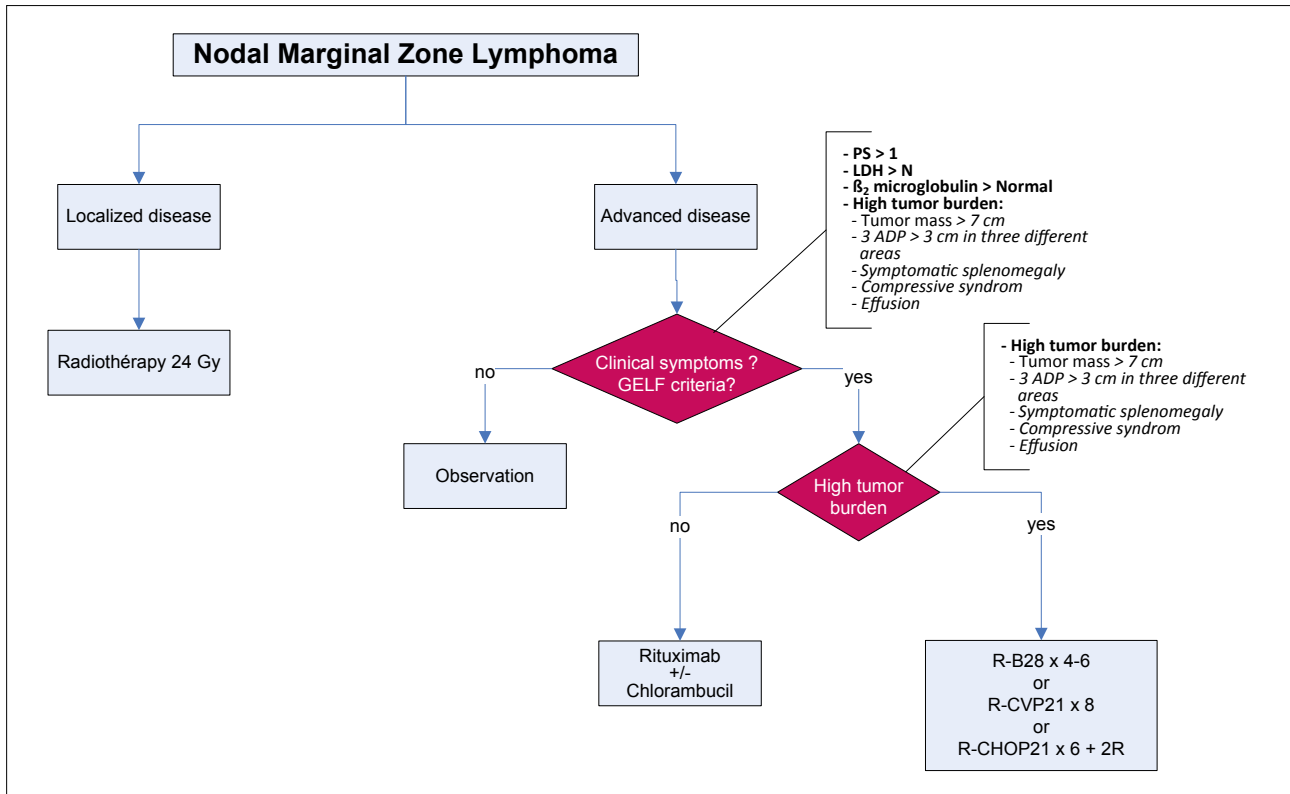 Nodal Marginal Zone Lymphoma
Localized disease
Advanced disease
- PS > 1
- LDH > N
- ß₂ microglobulin > Normal
- High tumor burden:
- Tumor mass > 7 cm
- 3 ADP > 3 cm in three different
areas
- Symptomatic splenomegaly
- Compressive syndrom
- Effusion
Radiothérapy 24 Gy
Clinical symptoms ?
GELF criteria?
no
yes
- High tumor burden:
- Tumor mass > 7 cm
- 3 ADP > 3 cm in three different
areas
- Symptomatic splenomegaly
- Compressive syndrom
- Effusion
Observation
High tumor
burden
no
yes
Rituximab
+/-
Chlorambucil
R-B28 x 4-6
or
R-CVP21 x 8
or
R-CHOP21 x 6 + 2R